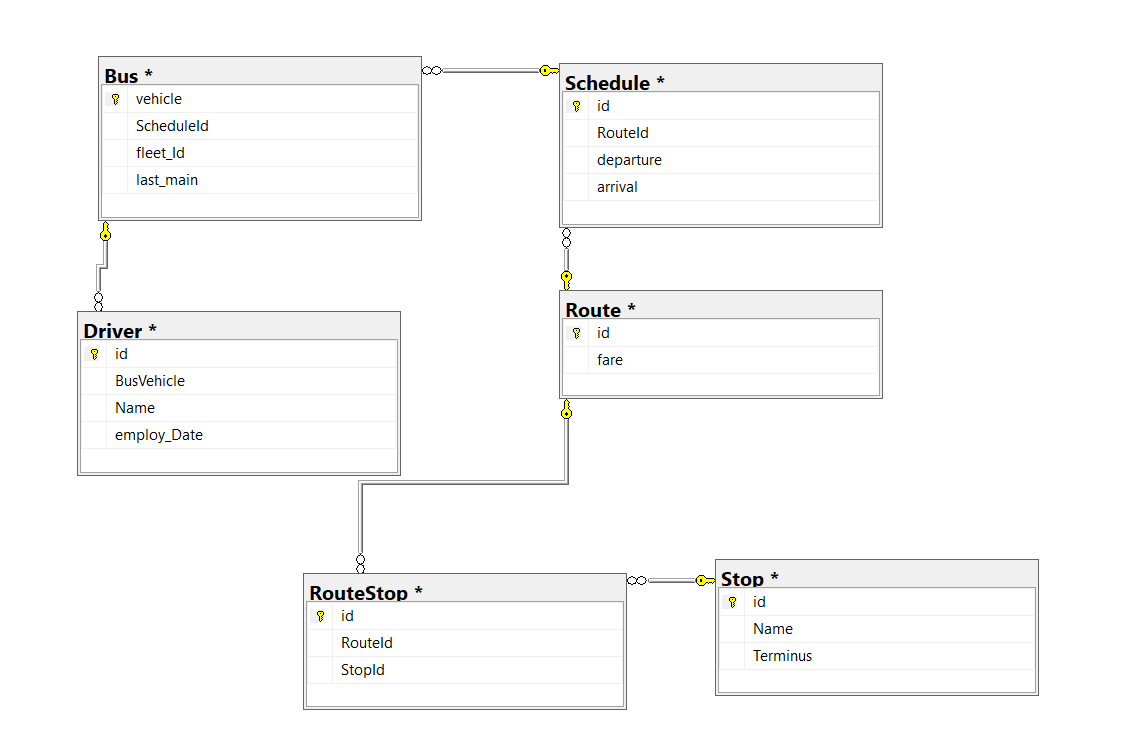 Bus *
vehicle
ScheduleId
fleet_Id
last_main
Schedule *
id
RouteId
departure
arrival
Driver *
id
BusVehicle
Name
employ_Date
Route *
id
fare
RouteStop *
id
RouteId
StopId
Stop *
id
Name
Terminus